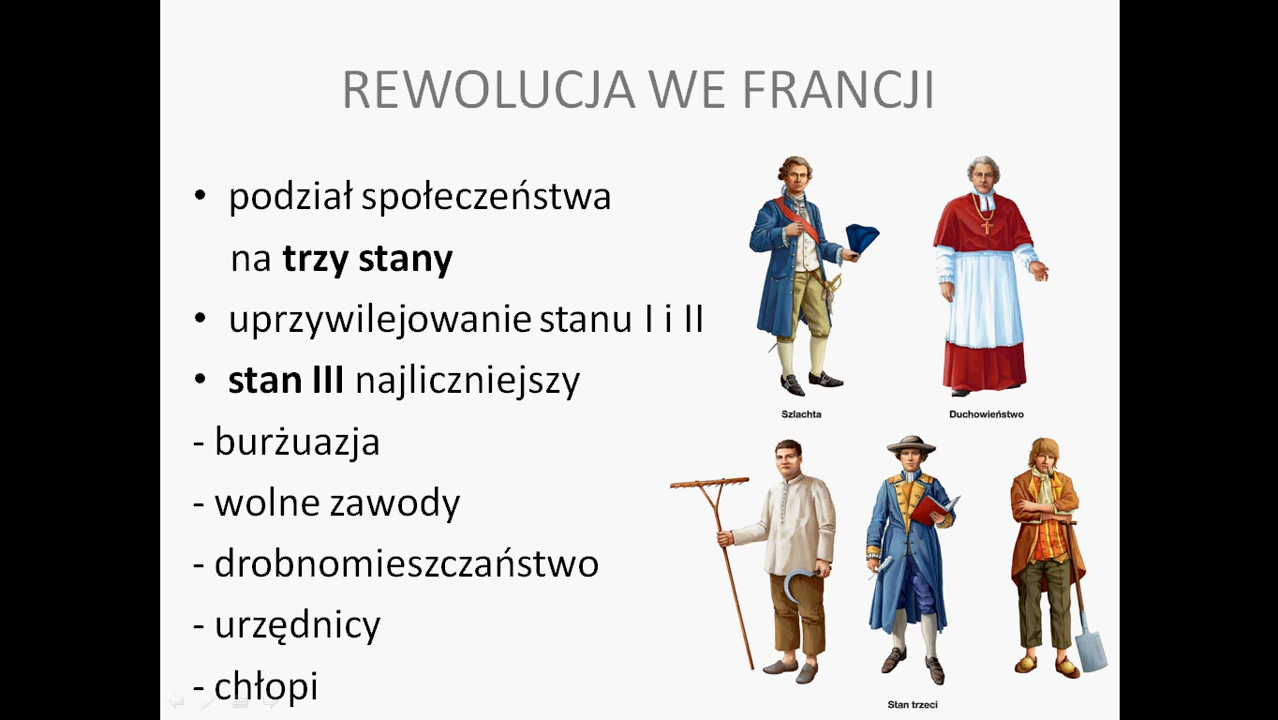 REWOLUCJA WE FRANCJI
• podział społeczeństwa
na trzy stany
• uprzywilejowanie stanu I i II
• stan III najliczniejszy
- burżuazja
- wolne zawody
- drobnomieszczaństwo
- urzędnicy
- chłopi
Szlachta
Duchowieństwo
Stan trzeci